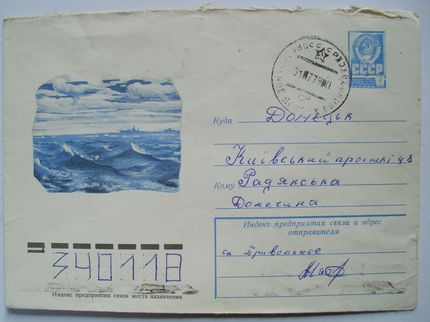 СССР
Куда Донецьк
Київський проспект 48
Кому Радянська
Донеччина
Индекс предприятия связи и адрес
отправителя
сп. Привольное
340118
Индекс предприятия связи места назначения